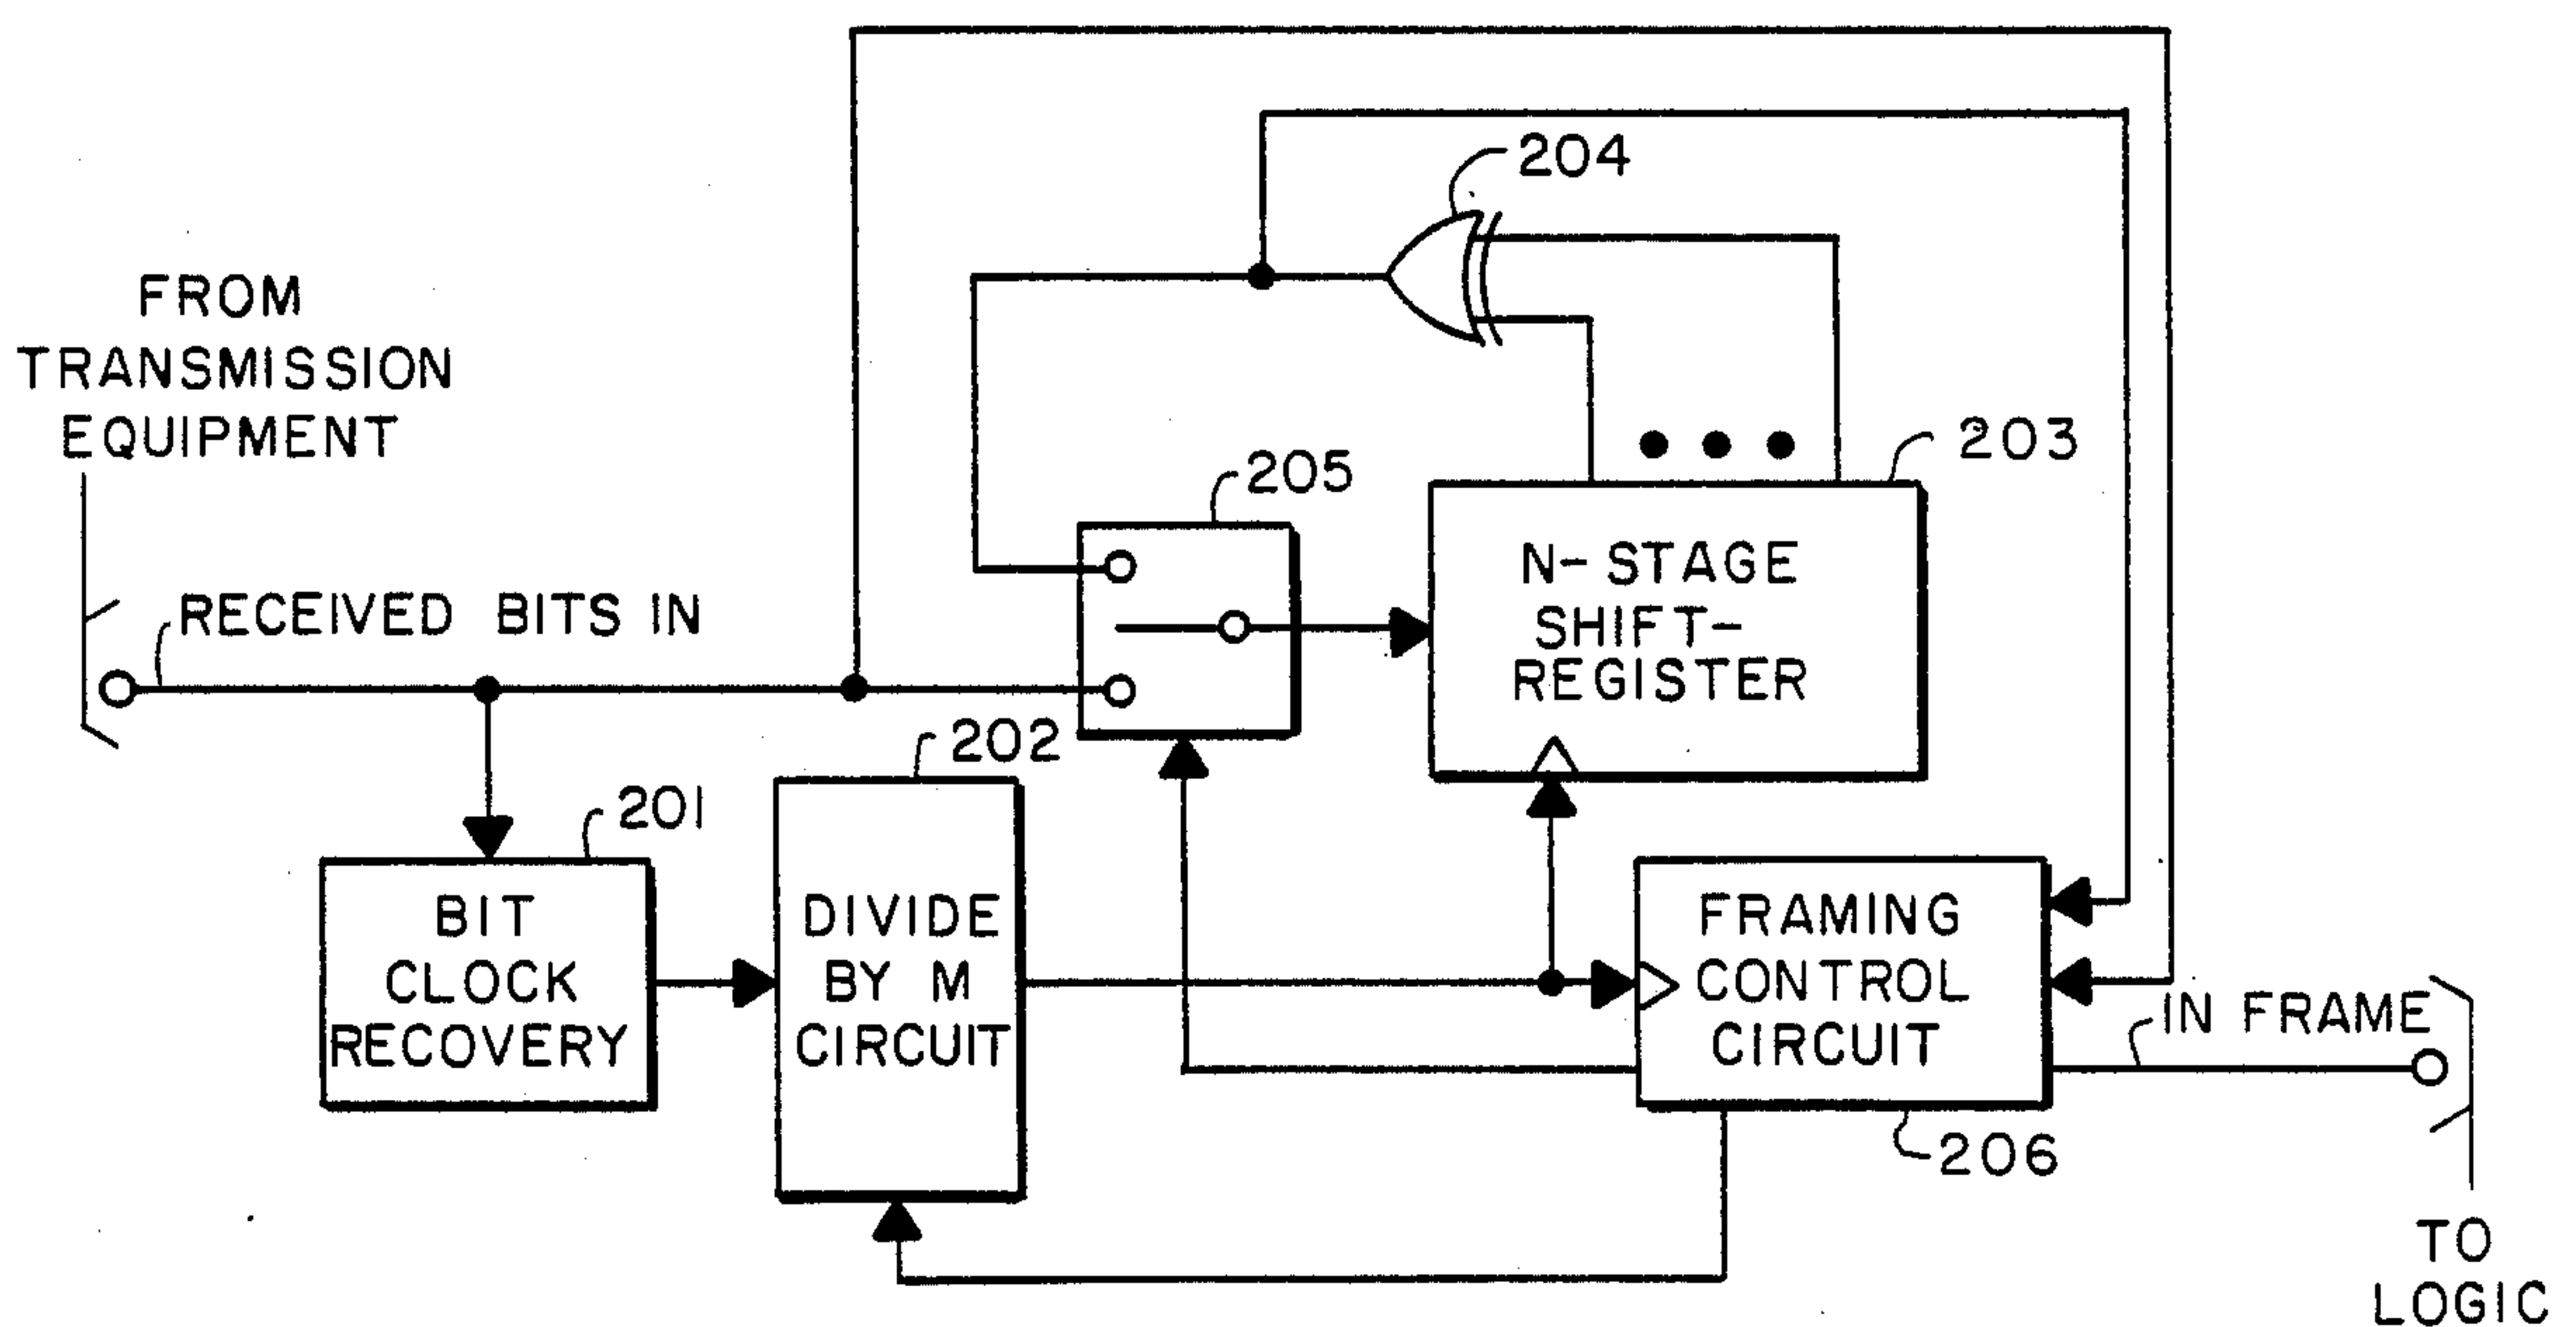 204
FROM
TRANSMISSION
EQUIPMENT
203
205
N-STAGE
SHIFT-
REGISTER
RECEIVED BITS IN
202
201
BIT
CLOCK
RECOVERY
DIVIDE
BY M
CIRCUIT
FRAMING
CONTROL
CIRCUIT
IN FRAME
206
TO
LOGIC